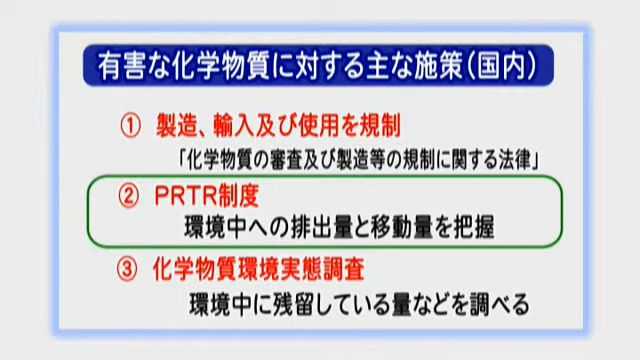 有害な化学物質に対する主な施策(国内)
① 製造、輸入及び使用を規制
「化学物質の審査及び製造等の規制に関する法律」
② PRTR制度
環境中への排出量と移動量を把握
③ 化学物質環境実態調査
環境中に残留している量などを調べる